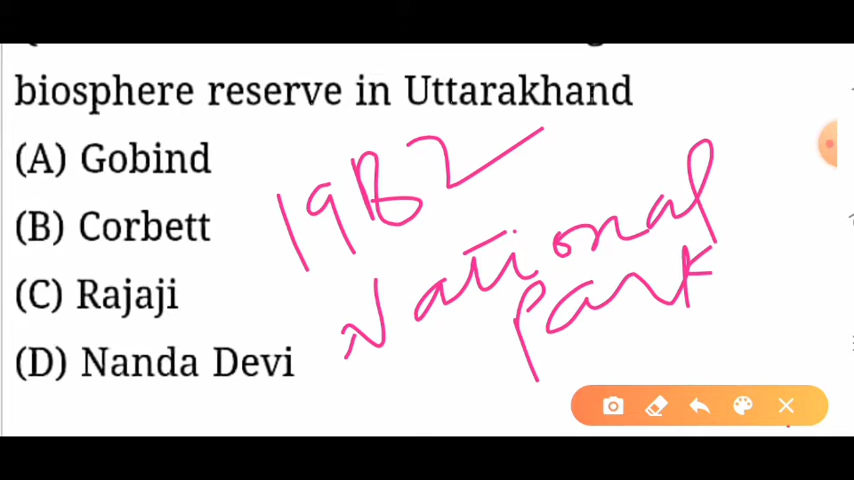 biosphere reserve in Uttarakhand
(A) Gobind
1982
(B) Corbett
National
Park
(C) Rajaji
(D) Nanda Devi